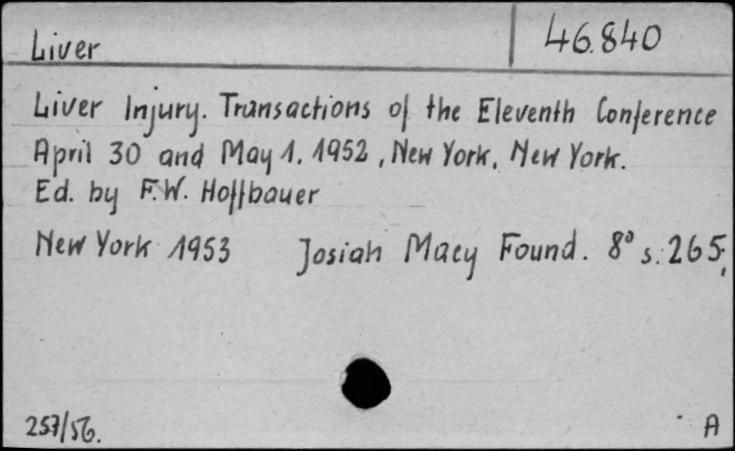 Liver 46.840
Liver Injury. Transactions of the Eleventh Conference
April 30 and May 1. 1952, New York, New York.
Ed. by F.W. Hoffbauer
New York 1953 Josiah Macy Found. 8° s. 265;
257/56. A